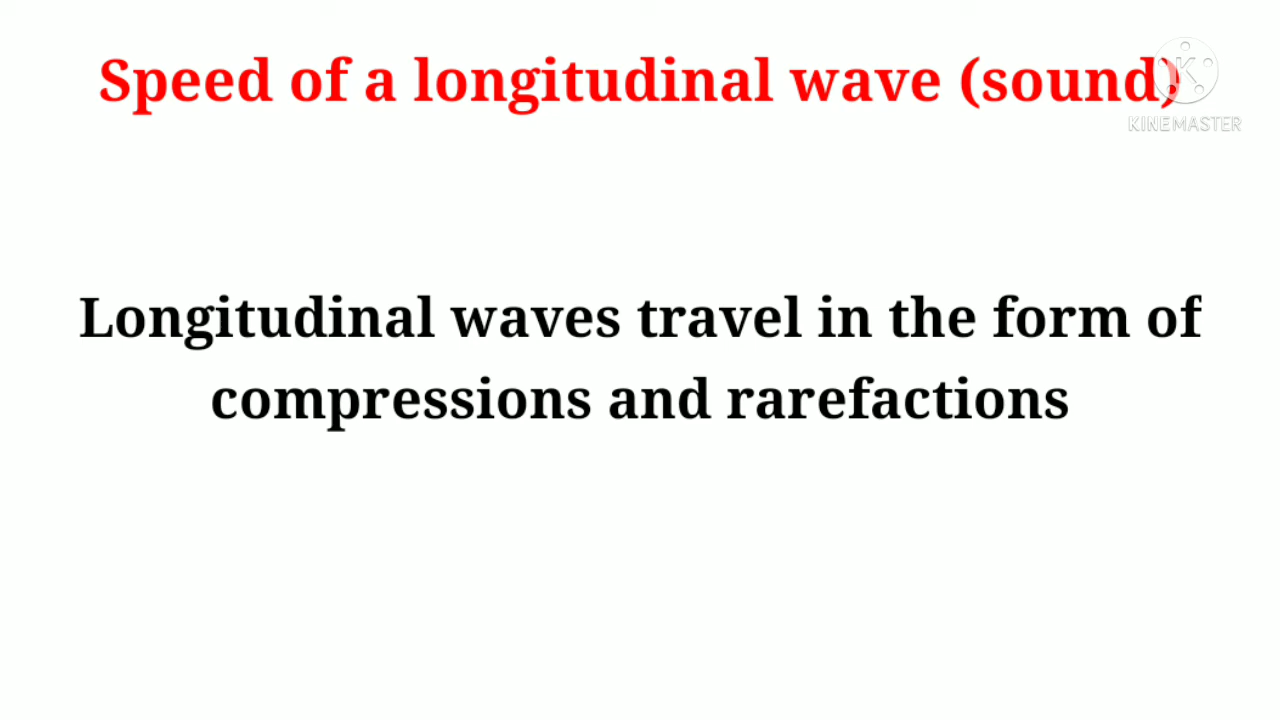 Speed of a longitudinal wave (sound)
K
KINEMASTER
Longitudinal waves travel in the form of
compressions and rarefactions